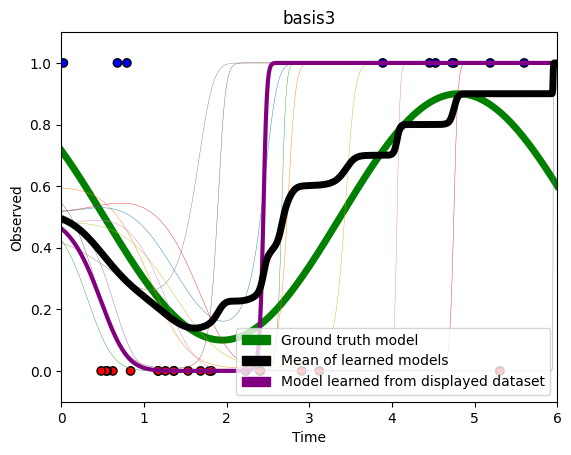 basis3
Observed
1.0
0.8
0.6
0.4
0.2
0.0
Ground truth model
Mean of learned models
Model learned from displayed dataset
0 1 2 3 4 5 6
Time